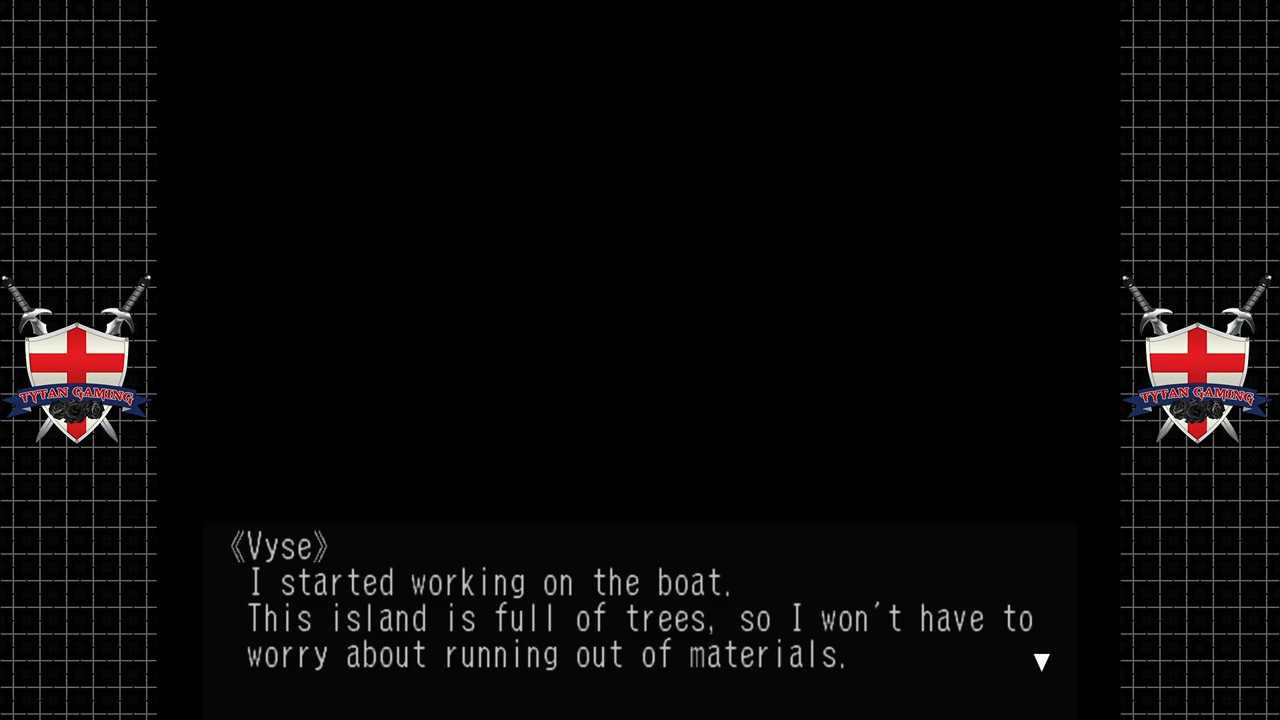 《Vyse》
I started working on the boat.
This island is full of trees, so I won't have to
worry about running out of materials.
▼
TYTAN GAMING
TYTAN GAMING